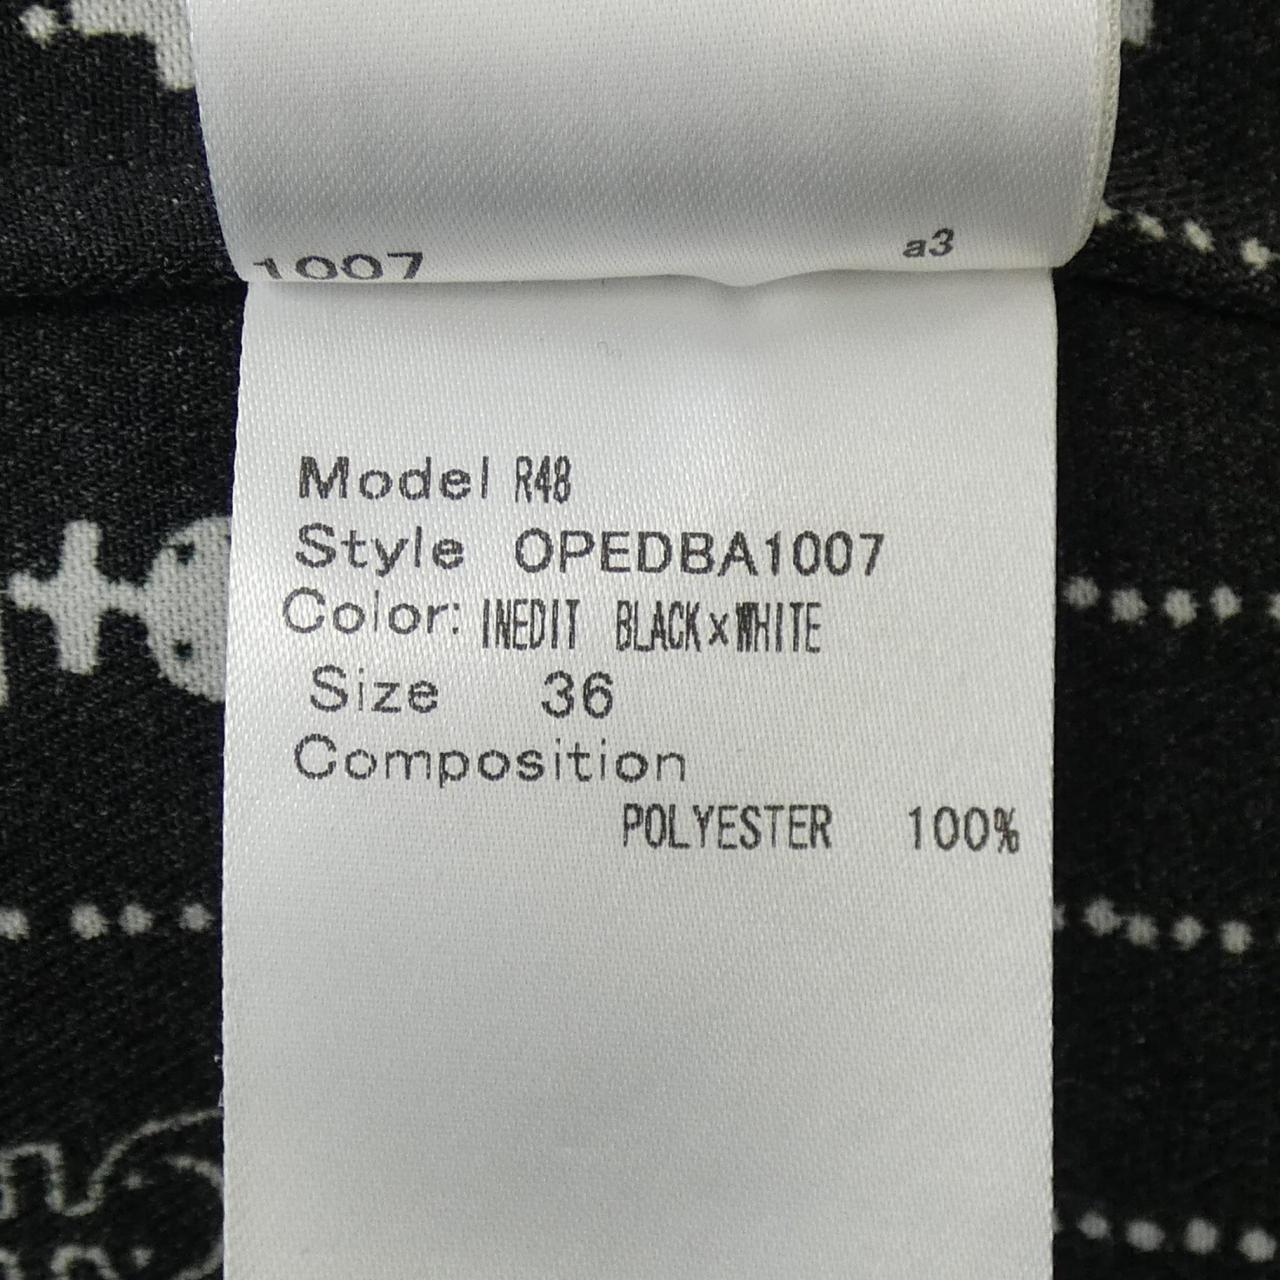 1007 a3
Model R48
Style OPEDBA1007
Color: INEDIT BLACK×WHITE
Size 36
Composition
POLYESTER 100%